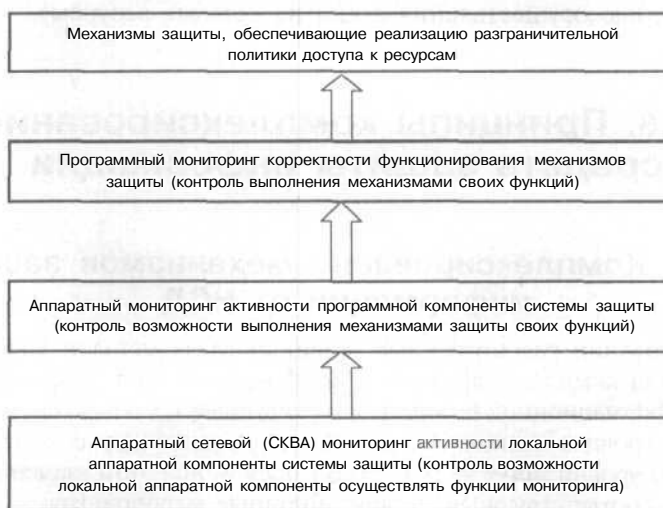 Механизмы защиты, обеспечивающие реализацию разграничительной
политики доступа к ресурсам
Программный мониторинг корректности функционирования механизмов
защиты (контроль выполнения механизмами своих функций)
Аппаратный мониторинг активности программной компоненты системы защиты
(контроль возможности выполнения механизмами защиты своих функций)
Аппаратный сетевой (СКВА) мониторинг активности локальной
аппаратной компоненты системы защиты (контроль возможности
локальной аппаратной компоненты осуществлять функции мониторинга)